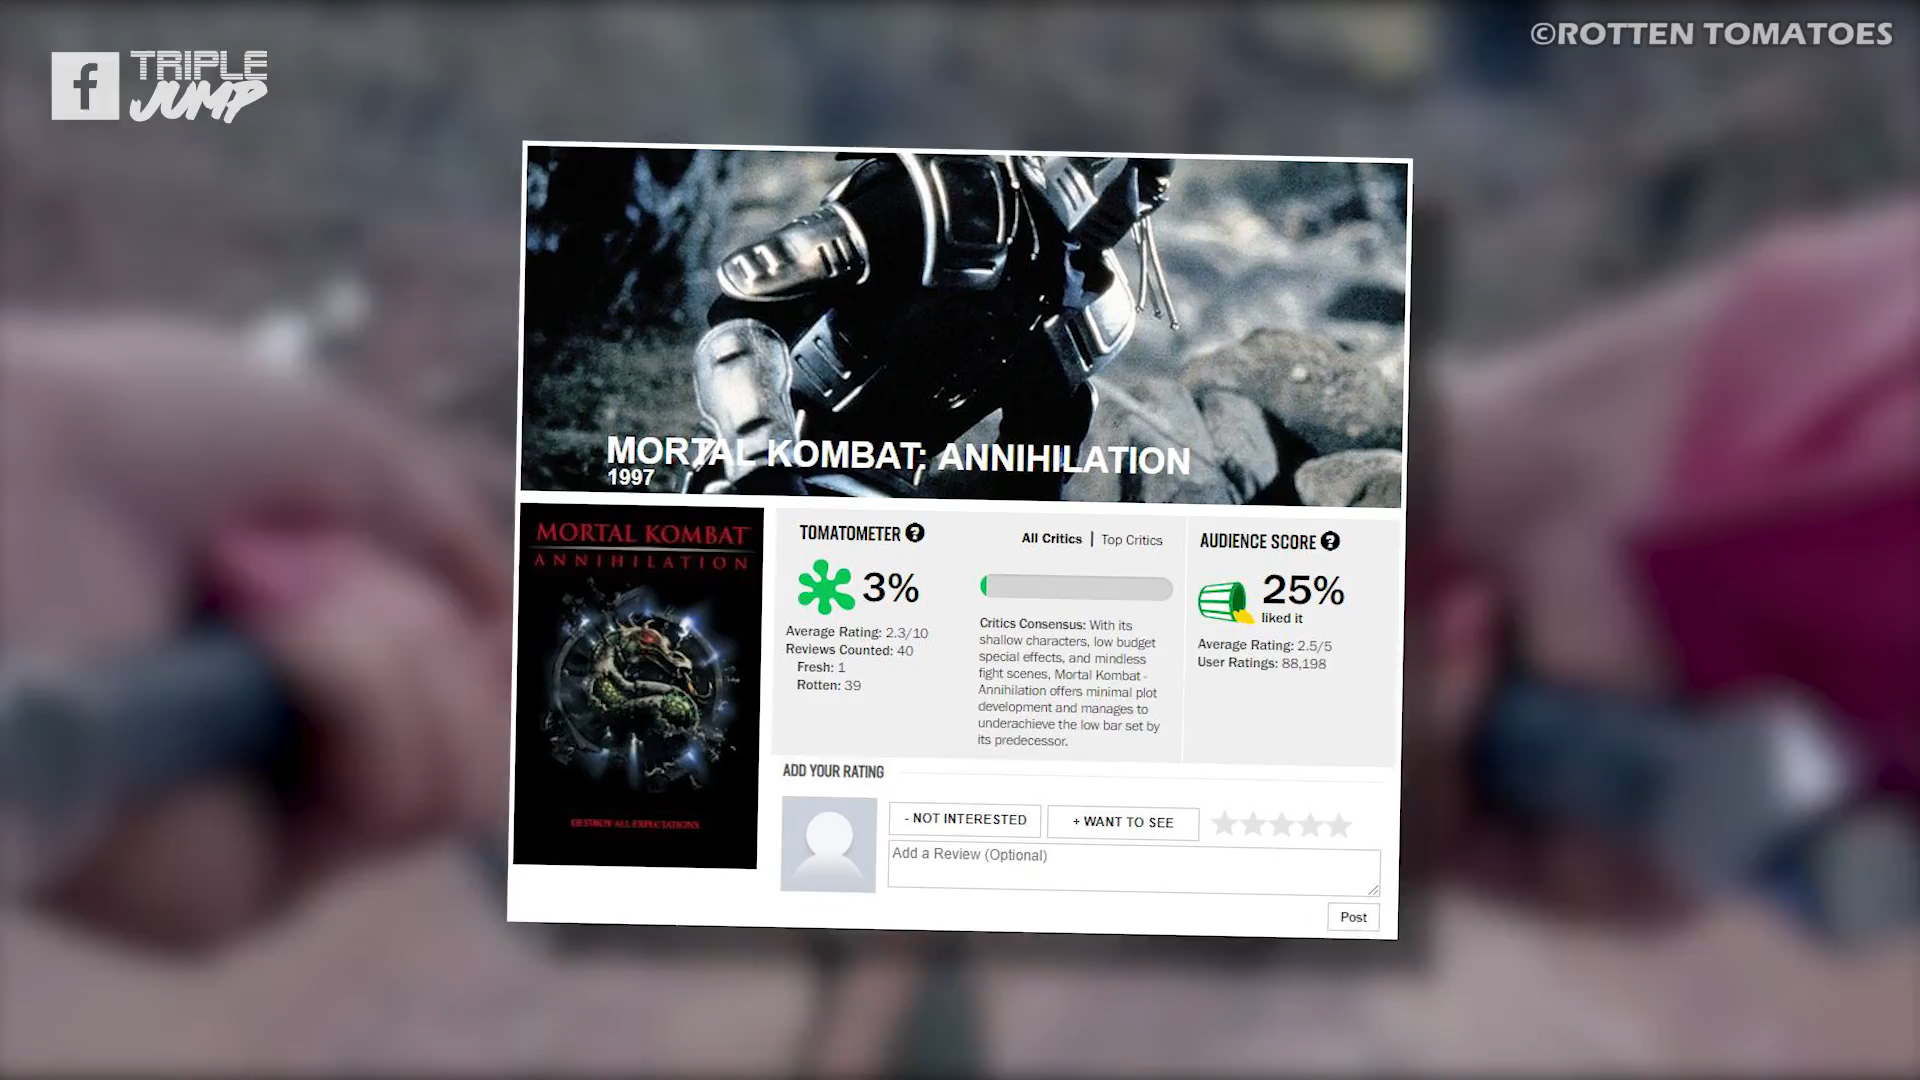 ©ROTTEN TOMATOES
f TRIPLE
JUMP
MORTAL KOMBAT: ANNIHILATION
1997
MORTAL KOMBAT
ANNIHILATION
DESTROY ALL EXPECTATIONS
TOMATOMETER ?
All Critics | Top Critics
3%
Average Rating: 2.3/10
Reviews Counted: 40
Fresh: 1
Rotten: 39
Critics Consensus: With its
shallow characters, low budget
special effects, and mindless
fight scenes, Mortal Kombat -
Annihilation offers minimal plot
development and manages to
underachieve the low bar set by
its predecessor.
AUDIENCE SCORE ?
25%
liked it
Average Rating: 2.5/5
User Ratings: 88,198
ADD YOUR RATING
- NOT INTERESTED
+ WANT TO SEE
Add a Review (Optional)
Post